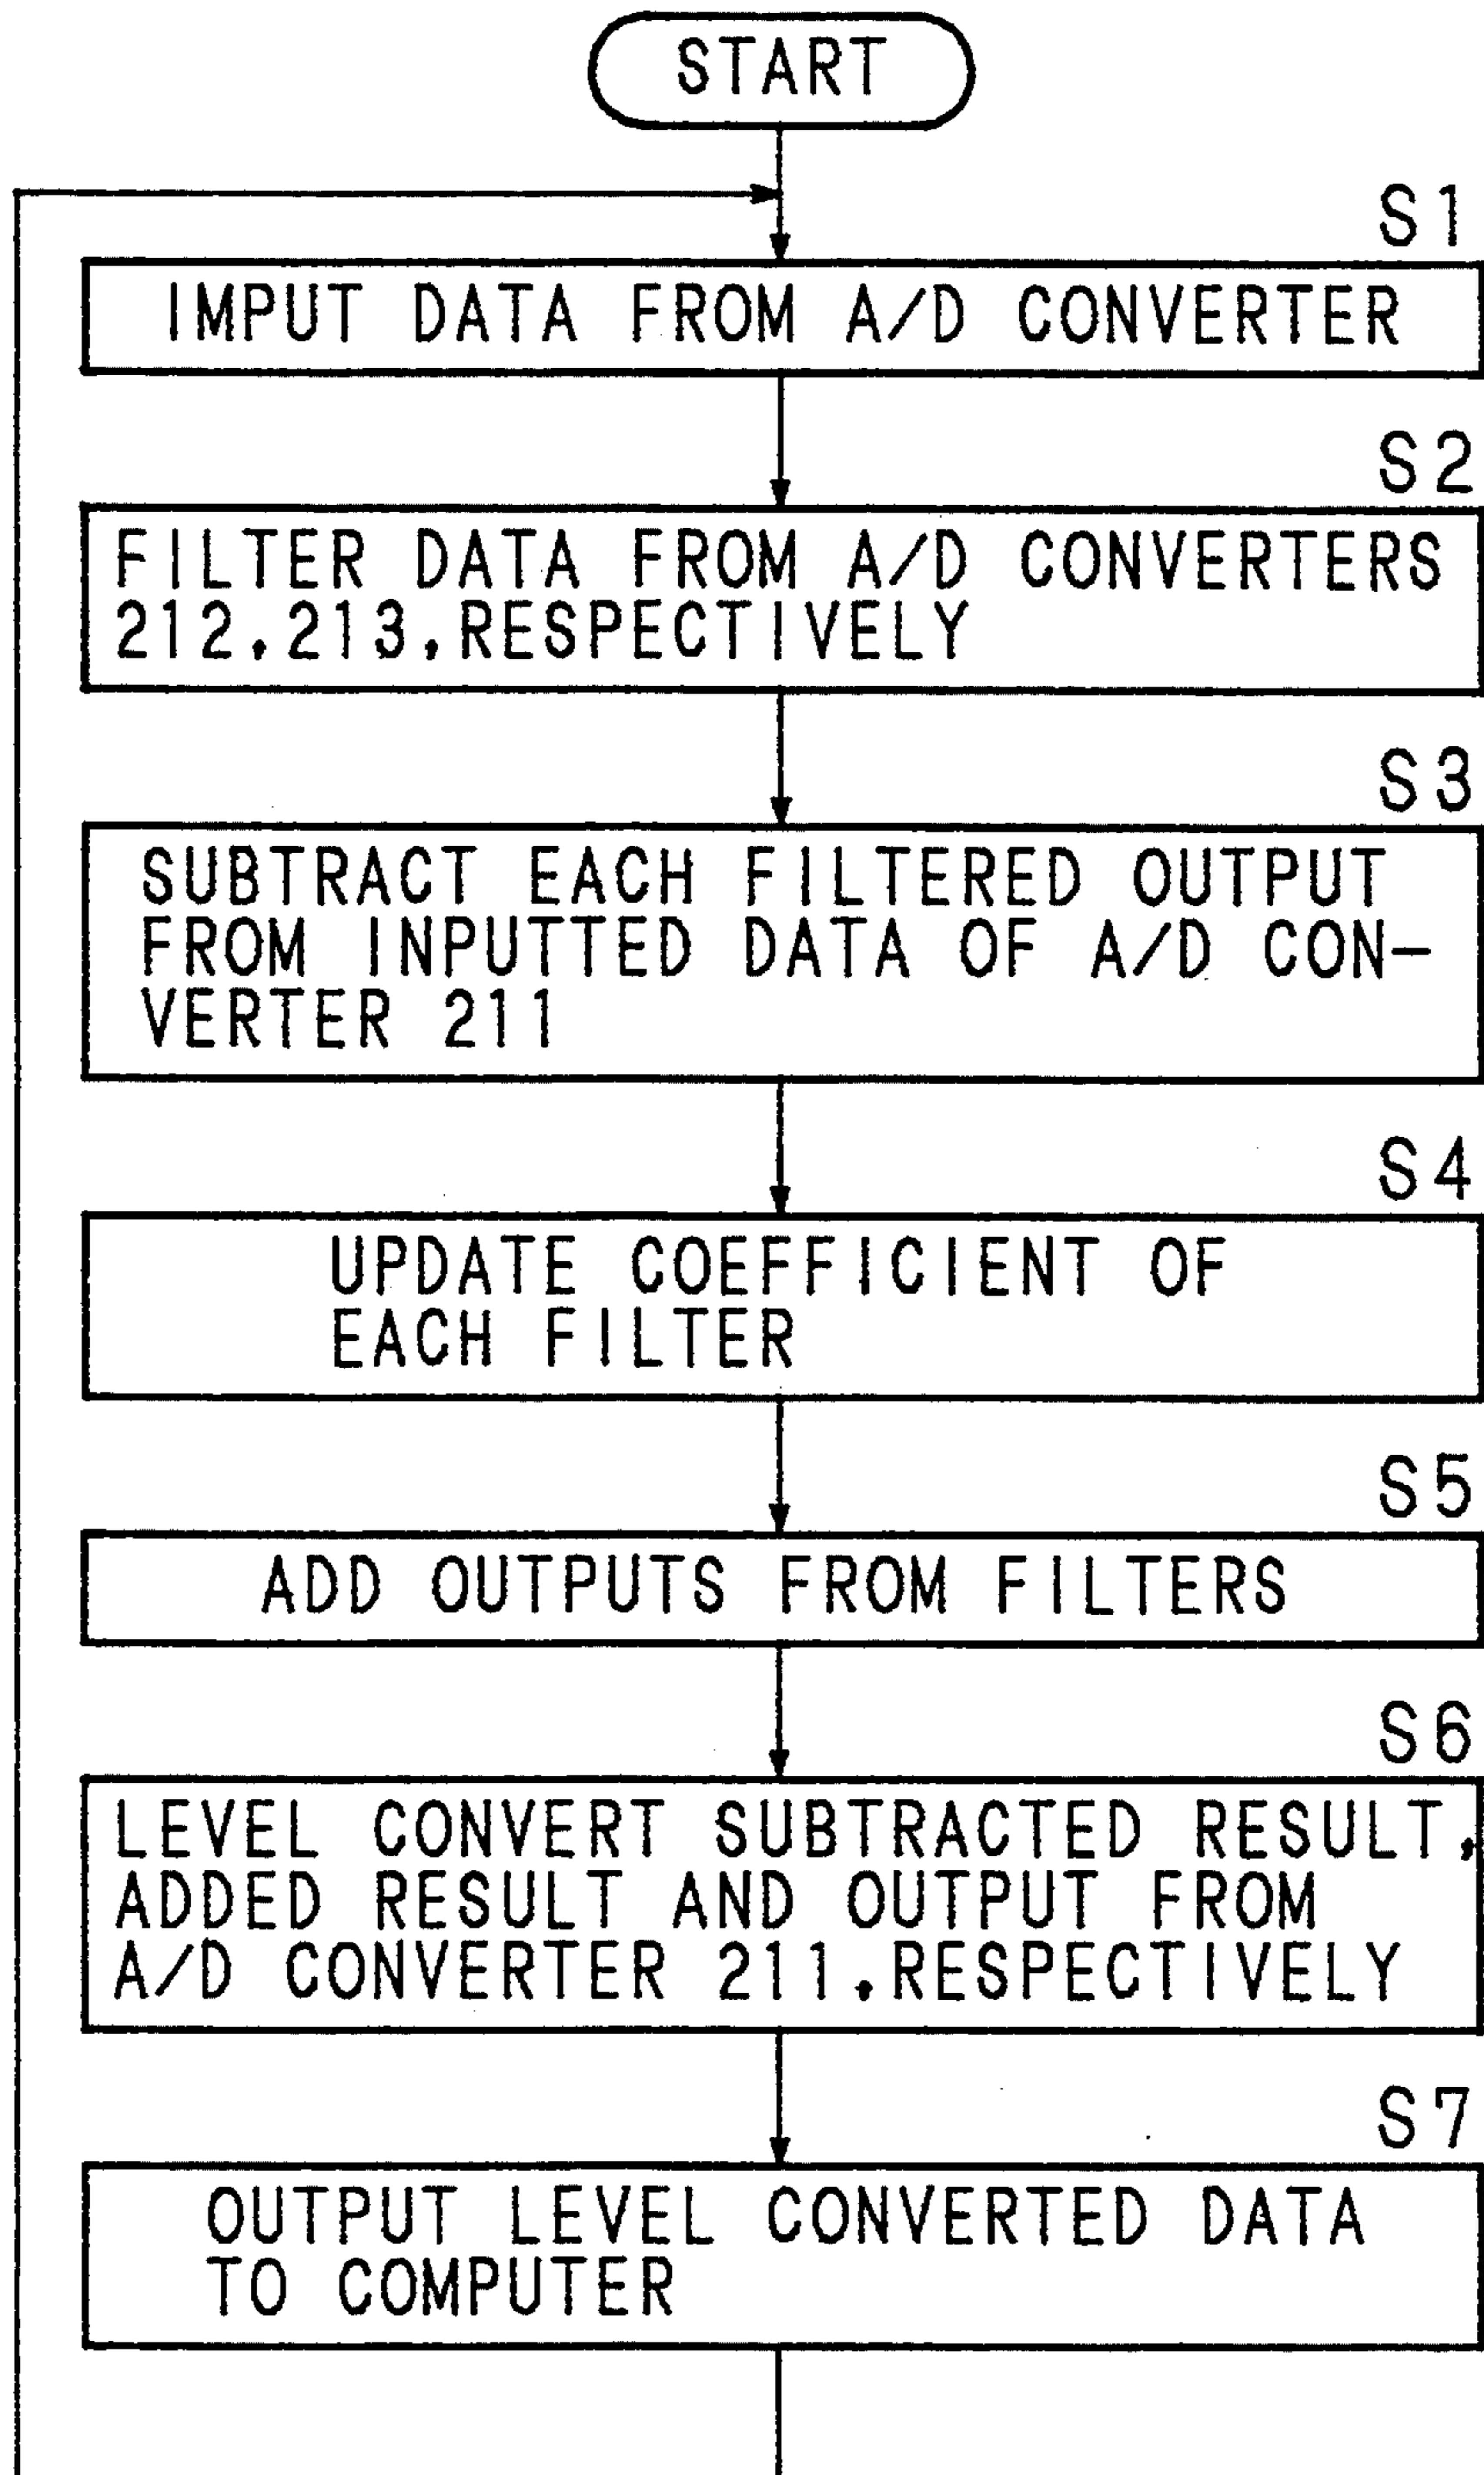 START
S1
IMPUT DATA FROM A/D CONVERTER
S2
FILTER DATA FROM A/D CONVERTERS
212,213,RESPECTIVELY
S3
SUBTRACT EACH FILTERED OUTPUT
FROM INPUTTED DATA OF A/D CON-
VERTER 211
S4
UPDATE COEFFICIENT OF
EACH FILTER
S5
ADD OUTPUTS FROM FILTERS
S6
LEVEL CONVERT SUBTRACTED RESULT,
ADDED RESULT AND OUTPUT FROM
A/D CONVERTER 211,RESPECTIVELY
S7
OUTPUT LEVEL CONVERTED DATA
TO COMPUTER